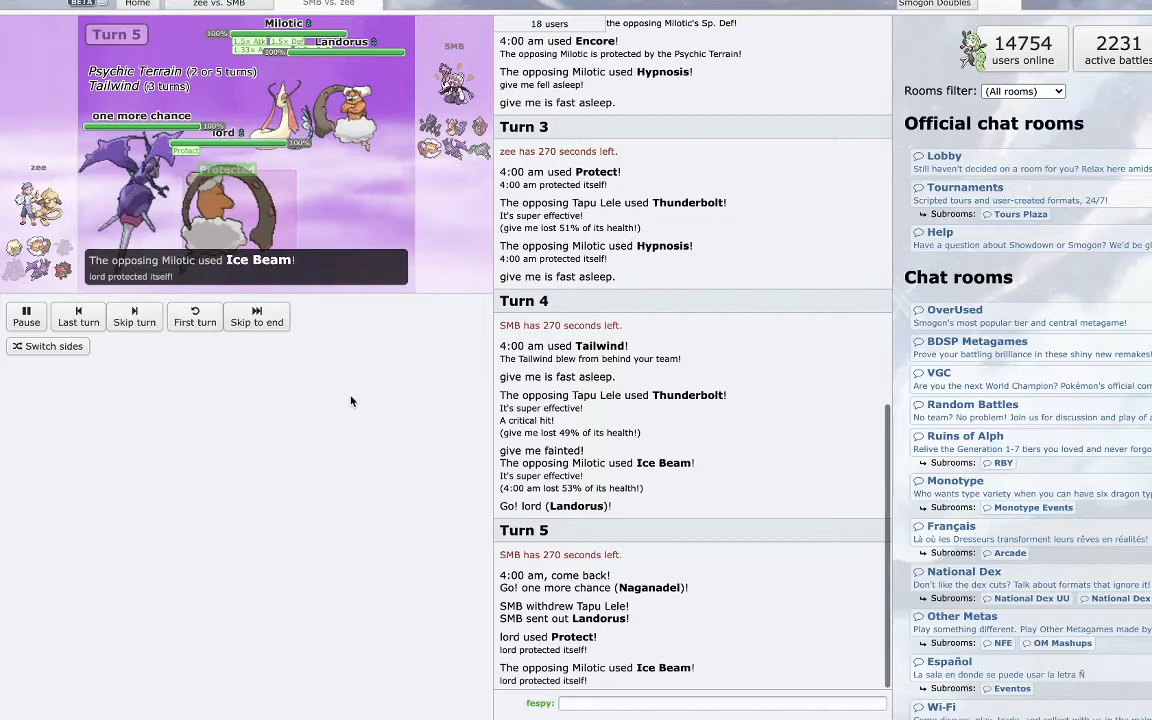 BETA
Home
zee vs. SMB
SMB vs. zee
Smogon Doubles
Turn 5
Psychic Terrain (2 or 5 turns)
Tailwind (3 turns)
Milotic
100%
1.5× Atk 1.5× Def
1.33×
Landorus
100%
one more chance
100%
lord
100%
Protect
Protected
The opposing Milotic used Ice Beam!
lord protected itself!
zee
SMB
Pause
Last turn
Skip turn
First turn
Skip to end
Switch sides
18 users
the opposing Milotic's Sp. Def!
4:00 am used Encore!
The opposing Milotic is protected by the Psychic Terrain!
The opposing Milotic used Hypnosis!
give me fell asleep!
give me is fast asleep.
Turn 3
zee has 270 seconds left.
4:00 am used Protect!
4:00 am protected itself!
The opposing Tapu Lele used Thunderbolt!
It's super effective!
(give me lost 51% of its health!)
The opposing Milotic used Hypnosis!
4:00 am protected itself!
give me is fast asleep.
Turn 4
SMB has 270 seconds left.
4:00 am used Tailwind!
The Tailwind blew from behind your team!
give me is fast asleep.
The opposing Tapu Lele used Thunderbolt!
It's super effective!
A critical hit!
(give me lost 49% of its health!)
give me fainted!
The opposing Milotic used Ice Beam!
It's super effective!
(4:00 am lost 53% of its health!)
Go! lord (Landorus)!
Turn 5
SMB has 270 seconds left.
4:00 am, come back!
Go! one more chance (Naganadel)!
SMB withdrew Tapu Lele!
SMB sent out Landorus!
lord used Protect!
lord protected itself!
The opposing Milotic used Ice Beam!
lord protected itself!
fespy:
14754
users online
2231
active battles
Rooms filter: (All rooms)
Official chat rooms
Lobby
Still haven't decided on a room for you? Relax here amids
Tournaments
Scripted tours and user-created formats, 24/7!
↳ Subrooms: Tours Plaza
Help
Have a question about Showdown or Smogon? We'd be gl
Chat rooms
OverUsed
Smogon's most popular tier and central metagame!
BDSP Metagames
Prove your battling brilliance in these shiny new remakes!
VGC
Are you the next World Champion? Pokémon's official com
Random Battles
No team? No problem! Join us for discussion and play of a
Ruins of Alph
Relive the Generation 1-7 tiers you loved and never forgo
↳ Subrooms: RBY
Monotype
Who wants type variety when you can have six dragon typ
↳ Subrooms: Monotype Events
Français
Là où les Dresseurs transforment leurs rêves en réalités!
↳ Subrooms: Arcade
National Dex
Don't like the dex cuts? Talk about formats that ignore it!
↳ Subrooms: National Dex UU National Dex
Other Metas
Play something different. Play Other Metagames made by
↳ Subrooms: NFE OM Mashups
Español
La sala en donde se puede usar la letra Ñ
↳ Subrooms: Eventos
Wi-Fi